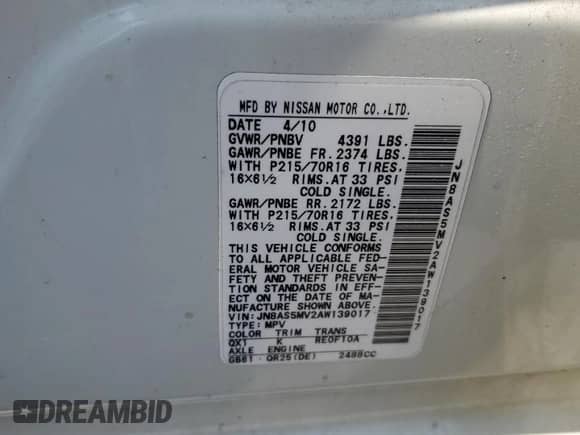 MFD BY NISSAN MOTOR CO.,LTD.
DATE 4/10
GVWR/PNBV 4391 LBS.
GAWR/PNBE FR. 2374 LBS.
WITH P215/70R16 TIRES.
16×6½ RIMS.AT 33 PSI
COLD SINGLE.
GAWR/PNBE RR. 2172 LBS.
WITH P215/70R16 TIRES.
16×6½ RIMS.AT 33 PSI
COLD SINGLE.
THIS VEHICLE CONFORMS
TO ALL APPLICABLE FED-
ERAL MOTOR VEHICLE SA-
FETY AND THEFT PREVEN-
TION STANDARDS IN EFF-
ECT ON THE DATE OF MA-
NUFACTURE SHOWN ABOVE.
VIN:JN8AS5MV2AW139017
TYPE: MPV
COLOR TRIM TRANS
QX1 K RE0F10A
AXLE ENGINE
GB61 QR25(DE) 2488CC
JN8AS5MV2AW139017
DREAMBID